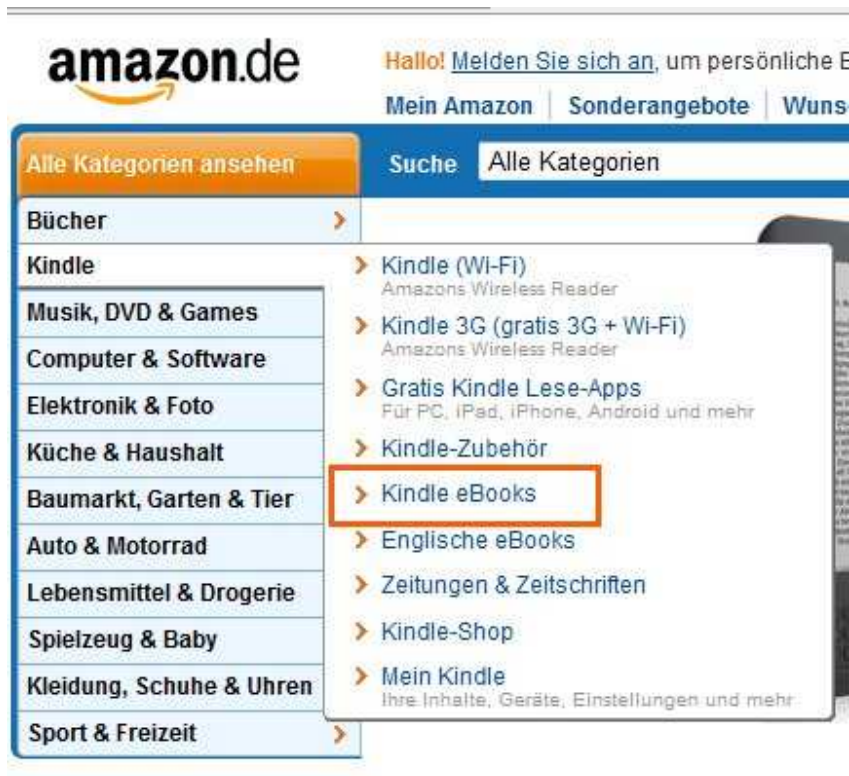 amazon.de
Hallo! Melden Sie sich an, um persönliche E
Mein Amazon | Sonderangebote | Wuns
Alle Kategorien ansehen
Suche Alle Kategorien
Bücher
Kindle
Musik, DVD & Games
Computer & Software
Elektronik & Foto
Küche & Haushalt
Baumarkt, Garten & Tier
Auto & Motorrad
Lebensmittel & Drogerie
Spielzeug & Baby
Kleidung, Schuhe & Uhren
Sport & Freizeit
Kindle (Wi-Fi)
Amazons Wireless Reader
Kindle 3G (gratis 3G + Wi-Fi)
Amazons Wireless Reader
Gratis Kindle Lese-Apps
Für PC, iPad, iPhone, Android und mehr
Kindle-Zubehör
Kindle eBooks
Englische eBooks
Zeitungen & Zeitschriften
Kindle-Shop
Mein Kindle
Ihre Inhalte, Geräte, Einstellungen und mehr